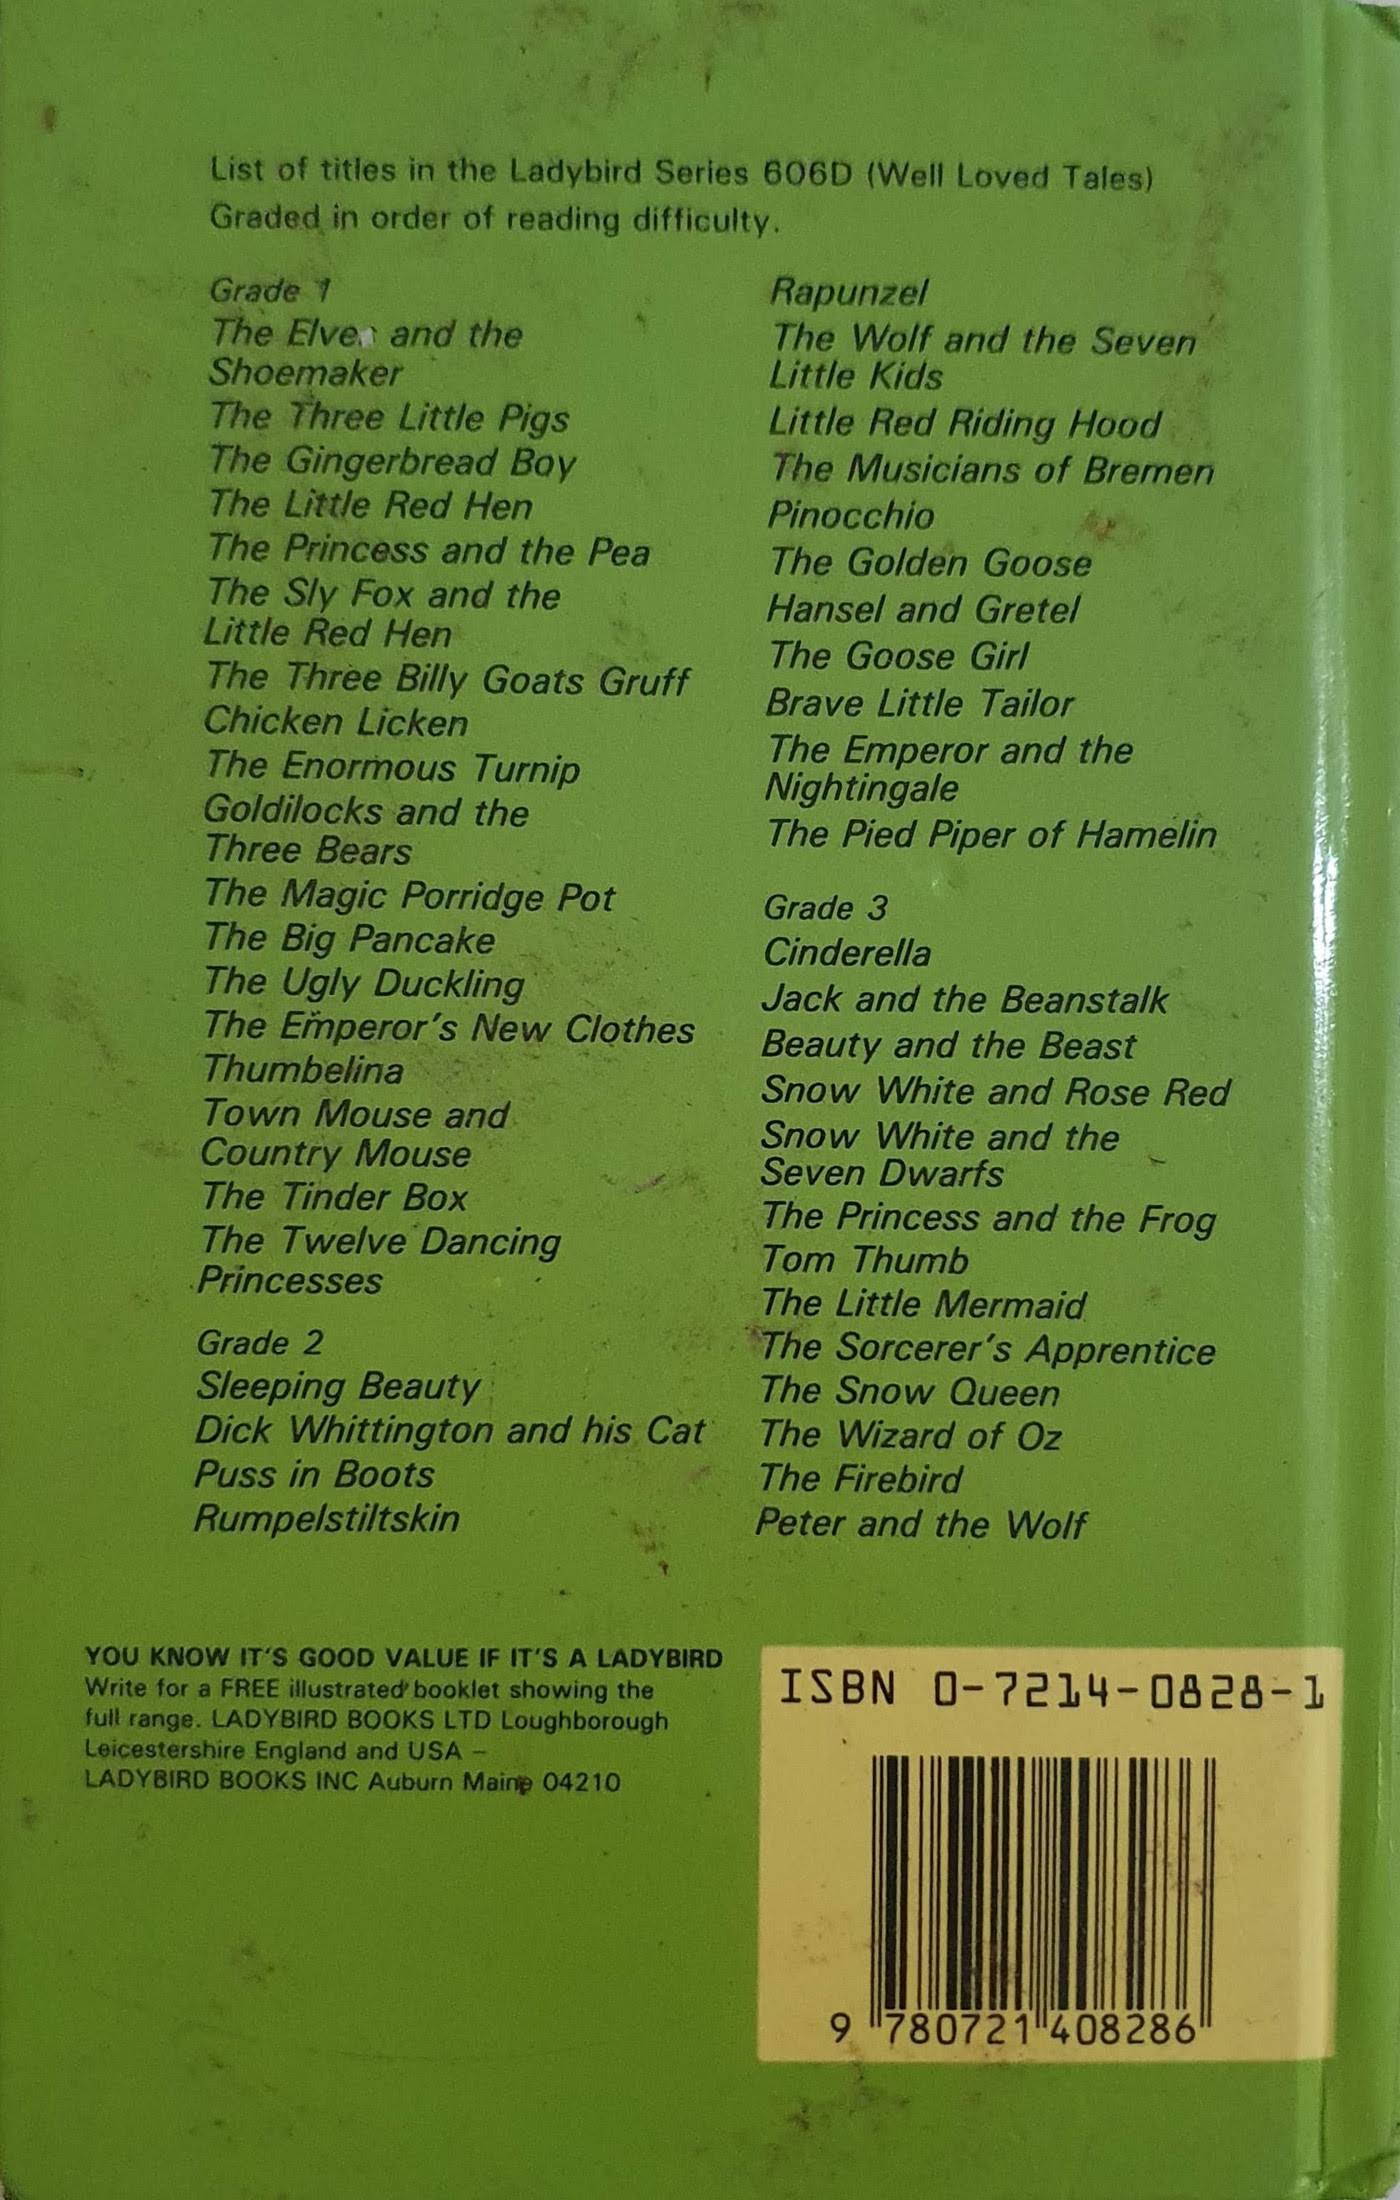 List of titles in the Ladybird Series 606D (Well Loved Tales)
Graded in order of reading difficulty.
Grade 1
The Elves and the
Shoemaker
The Three Little Pigs
The Gingerbread Boy
The Little Red Hen
The Princess and the Pea
The Sly Fox and the
Little Red Hen
The Three Billy Goats Gruff
Chicken Licken
The Enormous Turnip
Goldilocks and the
Three Bears
The Magic Porridge Pot
The Big Pancake
The Ugly Duckling
The Emperor's New Clothes
Thumbelina
Town Mouse and
Country Mouse
The Tinder Box
The Twelve Dancing
Princesses
Grade 2
Sleeping Beauty
Dick Whittington and his Cat
Puss in Boots
Rumpelstiltskin
Rapunzel
The Wolf and the Seven
Little Kids
Little Red Riding Hood
The Musicians of Bremen
Pinocchio
The Golden Goose
Hansel and Gretel
The Goose Girl
Brave Little Tailor
The Emperor and the
Nightingale
The Pied Piper of Hamelin
Grade 3
Cinderella
Jack and the Beanstalk
Beauty and the Beast
Snow White and Rose Red
Snow White and the
Seven Dwarfs
The Princess and the Frog
Tom Thumb
The Little Mermaid
The Sorcerer's Apprentice
The Snow Queen
The Wizard of Oz
The Firebird
Peter and the Wolf
YOU KNOW IT'S GOOD VALUE IF IT'S A LADYBIRD
Write for a FREE illustrated booklet showing the
full range. LADYBIRD BOOKS LTD Loughborough
Leicestershire England and USA –
LADYBIRD BOOKS INC Auburn Maine 04210
ISBN 0-7214-0828-1
9 780721 408286